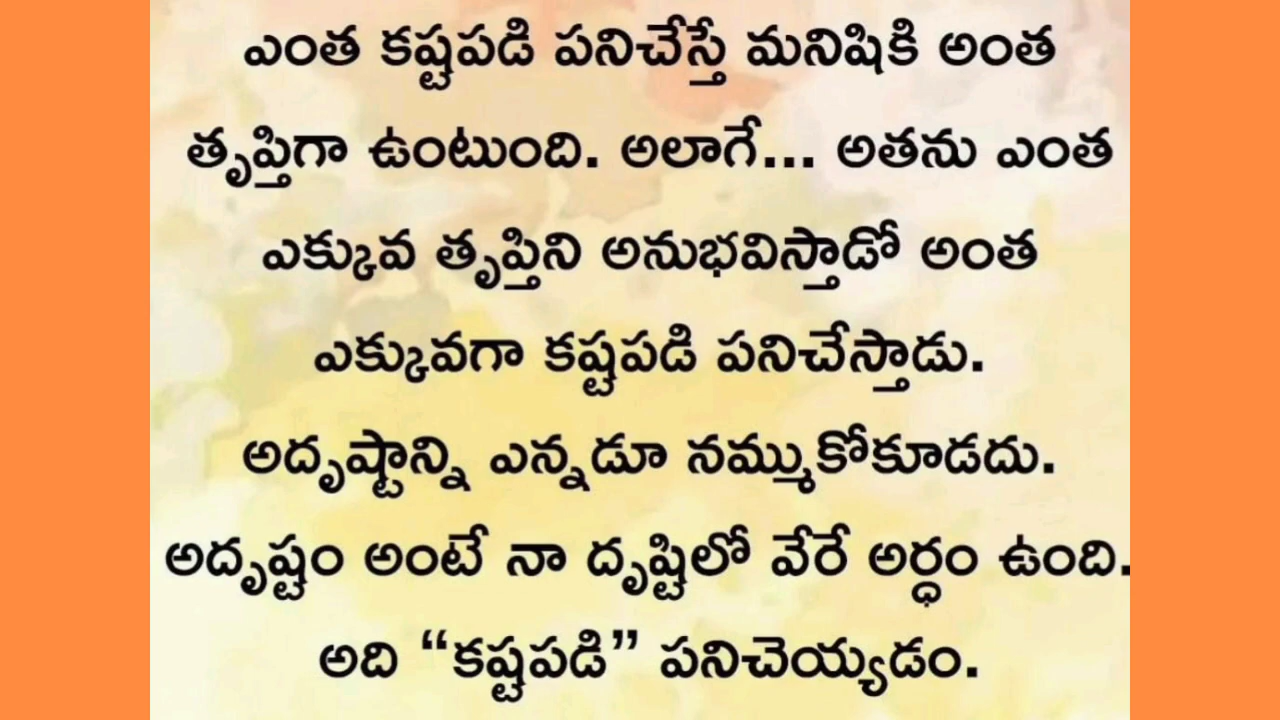 ఎంత కష్టపడి పనిచేస్తే మనిషికి అంత
తృప్తిగా ఉంటుంది. అలాగే... అతను ఎంత
ఎక్కువ తృప్తిని అనుభవిస్తాడో అంత
ఎక్కువగా కష్టపడి పనిచేస్తాడు.
అదృష్టాన్ని ఎన్నడూ నమ్ముకోకూడదు.
అదృష్టం అంటే నా దృష్టిలో వేరే అర్ధం ఉంది.
అది “కష్టపడి” పనిచెయ్యడం.